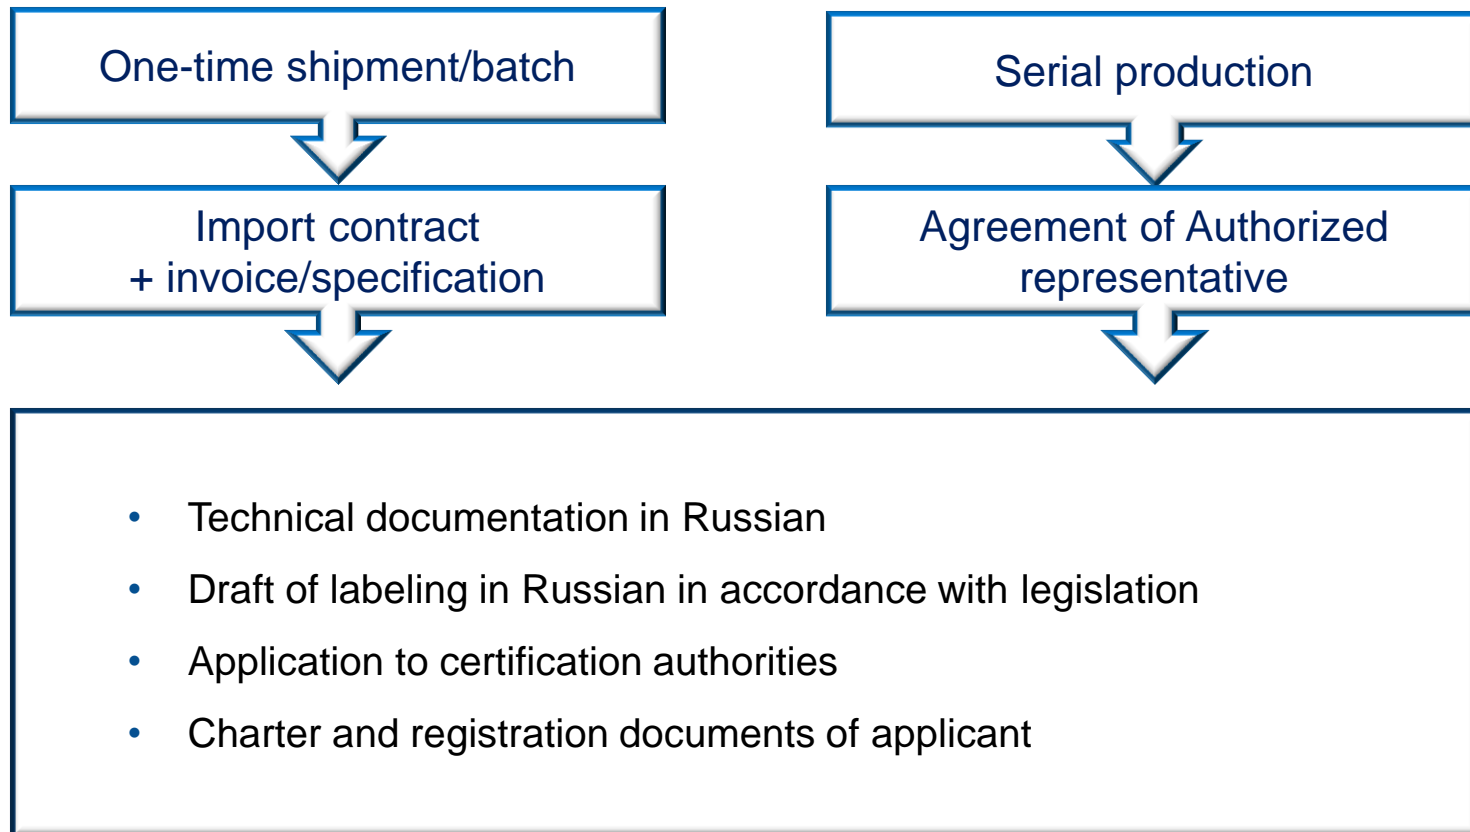 One-time shipment/batch
Serial production
Import contract
+ invoice/specification
Agreement of Authorized
representative
• Technical documentation in Russian
• Draft of labeling in Russian in accordance with legislation
• Application to certification authorities
• Charter and registration documents of applicant